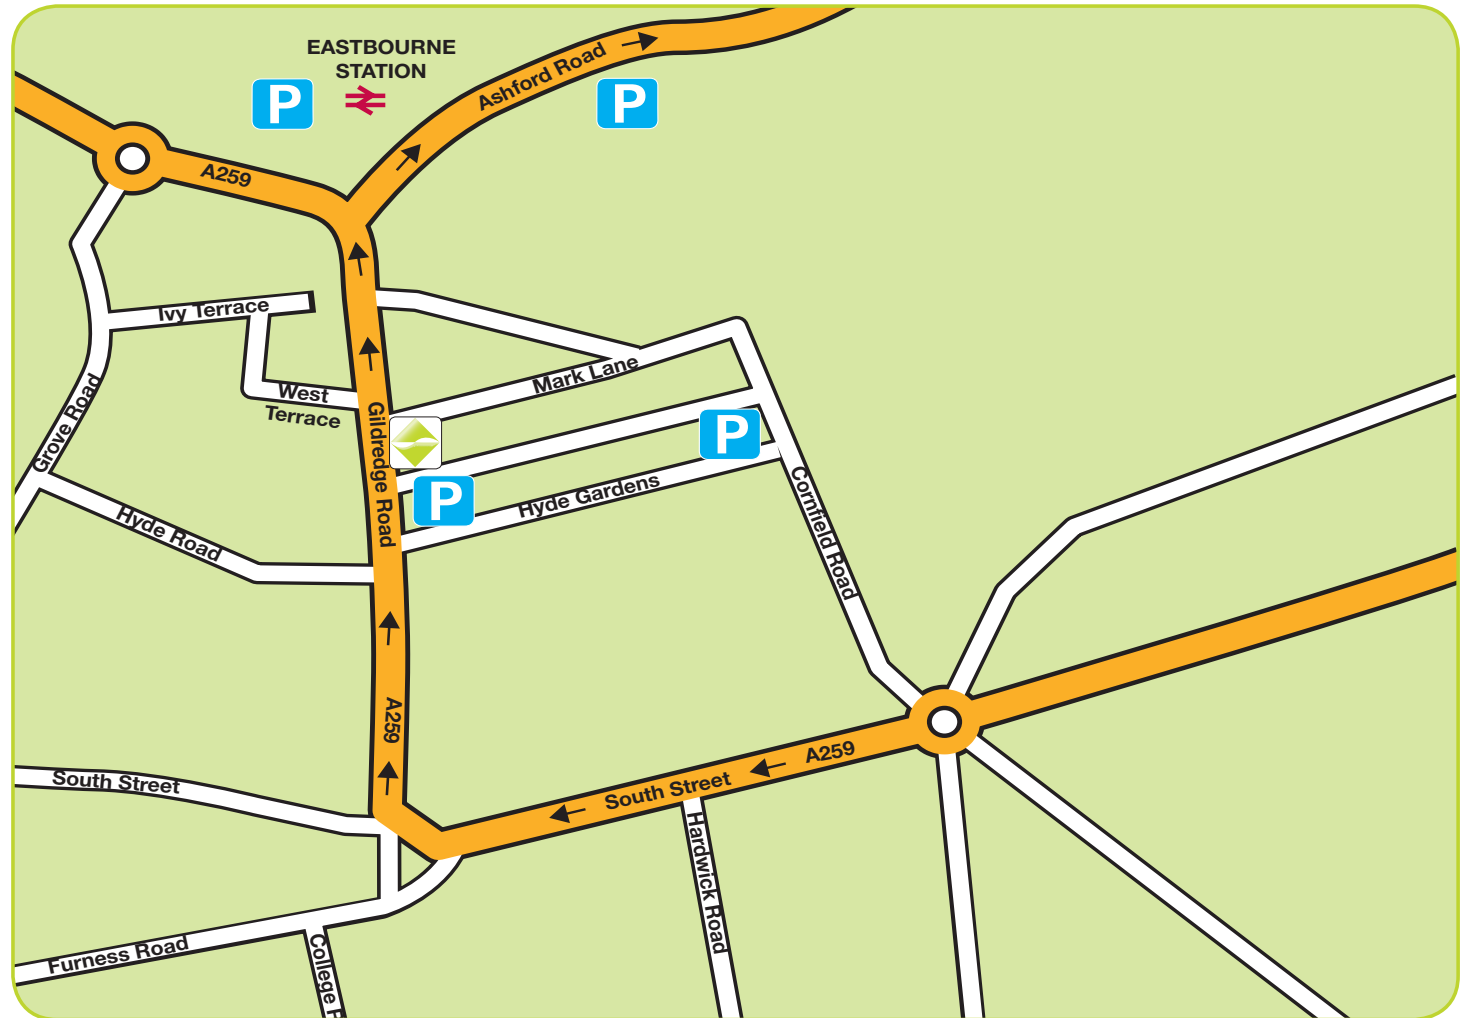 EASTBOURNE
STATION
P
P
Ashford Road
A259
Ivy Terrace
West
Terrace
Mark Lane
Grove Road
Gildredge Road
P
P
Hyde Gardens
Cornfield Road
Hyde Road
A259
A259
South Street
South Street
Hardwick Road
Furness Road
College